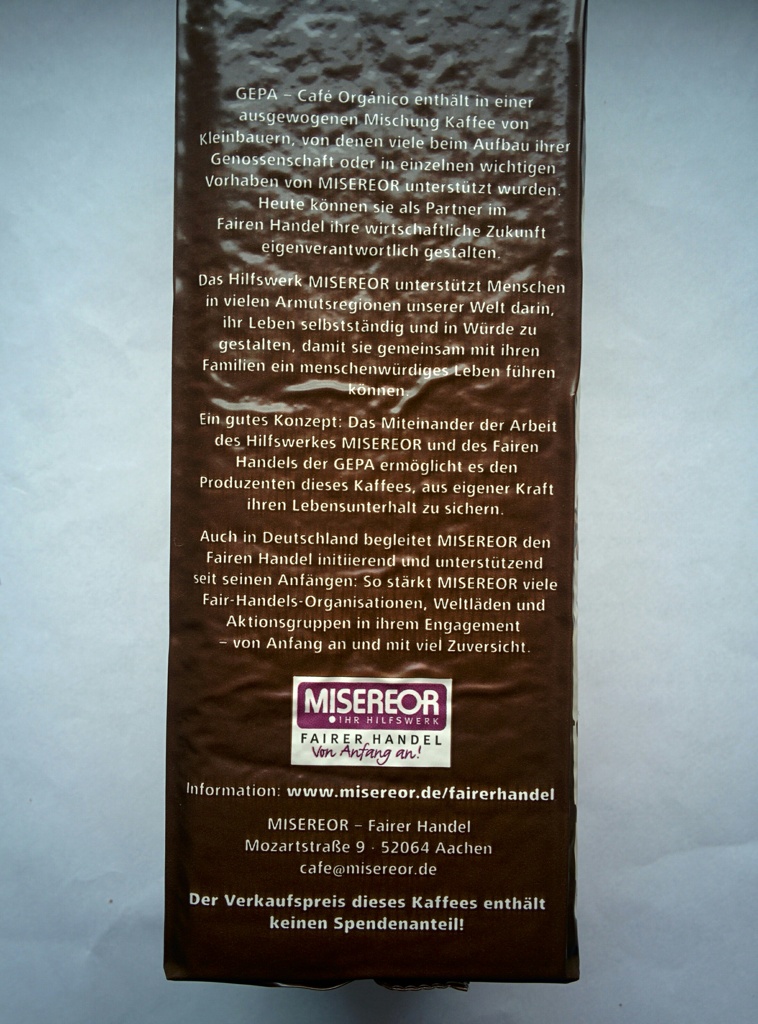 GEPA – Café Orgánico enthält in einer
ausgewogenen Mischung Kaffee von
Kleinbauern, von denen viele beim Aufbau ihrer
Genossenschaft oder in einzelnen wichtigen
Vorhaben von MISEREOR unterstützt wurden.
Heute können sie als Partner im
Fairen Handel ihre wirtschaftliche Zukunft
eigenverantwortlich gestalten.
Das Hilfswerk MISEREOR unterstützt Menschen
in vielen Armutsregionen unserer Welt darin,
ihr Leben selbstständig und in Würde zu
gestalten, damit sie gemeinsam mit ihren
Familien ein menschenwürdiges Leben führen
können.
Ein gutes Konzept: Das Miteinander der Arbeit
des Hilfswerkes MISEREOR und des Fairen
Handels der GEPA ermöglicht es den
Produzenten dieses Kaffees, aus eigener Kraft
ihren Lebensunterhalt zu sichern.
Auch in Deutschland begleitet MISEREOR den
Fairen Handel initiierend und unterstützend
seit seinen Anfängen: So stärkt MISEREOR viele
Fair-Handels-Organisationen, Weltläden und
Aktionsgruppen in ihrem Engagement
– von Anfang an und mit viel Zuversicht.
MISEREOR
IHR HILFSWERK
FAIRER HANDEL
Von Anfang an!
Information: www.misereor.de/fairerhandel
MISEREOR – Fairer Handel
Mozartstraße 9 · 52064 Aachen
cafe@misereor.de
Der Verkaufspreis dieses Kaffees enthält
keinen Spendenanteil!